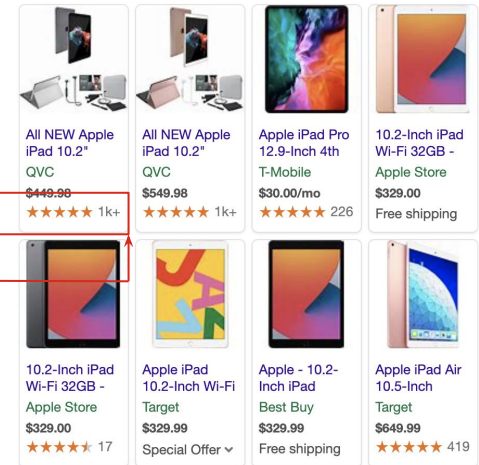 All NEW Apple
iPad 10.2"
QVC
$449.98
1k+
All NEW Apple
iPad 10.2"
QVC
$549.98
1k+
Apple iPad Pro
12.9-Inch 4th
T-Mobile
$30.00/mo
226
10.2-Inch iPad
Wi-Fi 32GB -
Apple Store
$329.00
Free shipping
10.2-Inch iPad
Wi-Fi 32GB -
Apple Store
$329.00
17
Apple iPad
10.2-Inch Wi-Fi
Target
$329.99
Special Offer
Apple - 10.2-
Inch iPad
Best Buy
$329.99
Free shipping
Apple iPad Air
10.5-Inch
Target
$649.99
419